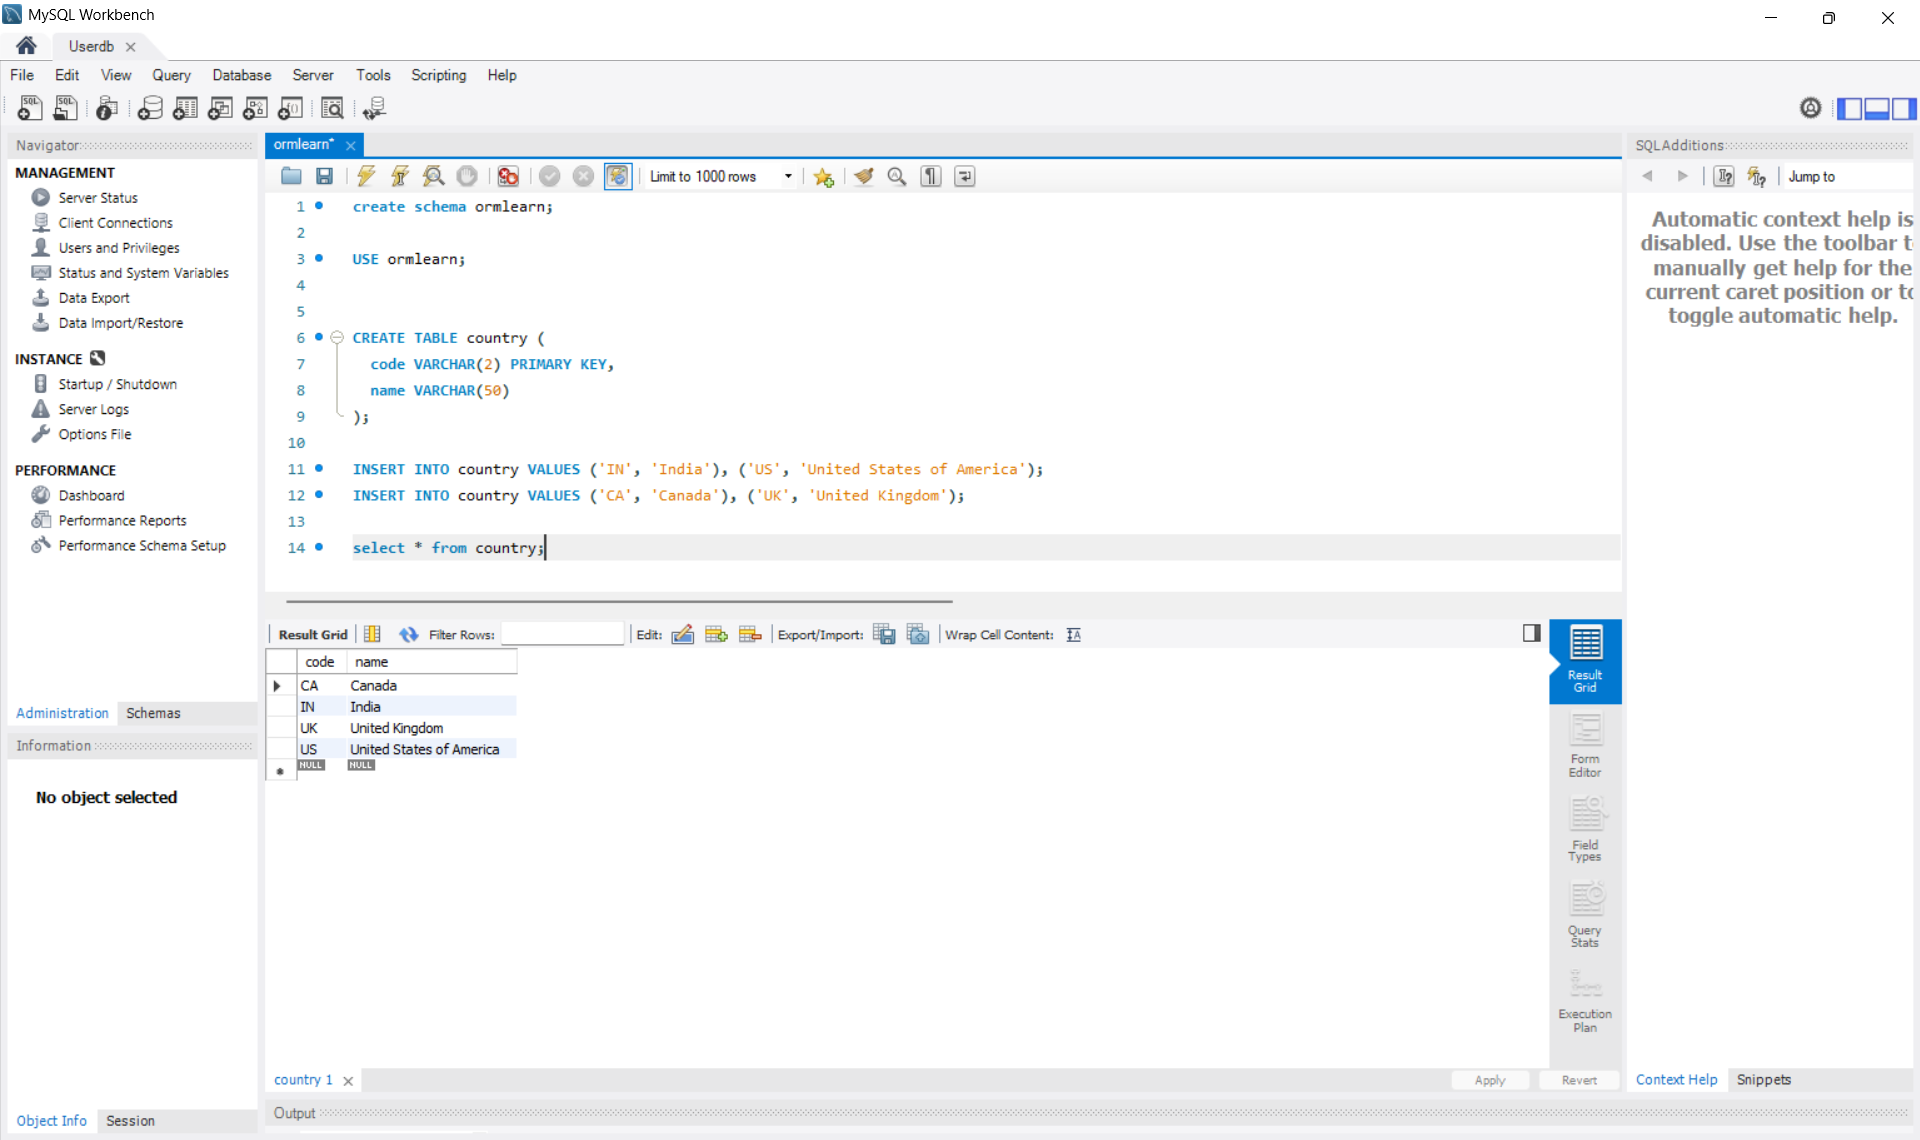 MySQL Workbench
Userdb
File Edit View Query Database Server Tools Scripting Help
Navigator
MANAGEMENT
Server Status
Client Connections
Users and Privileges
Status and System Variables
Data Export
Data Import/Restore
INSTANCE
Startup / Shutdown
Server Logs
Options File
PERFORMANCE
Dashboard
Performance Reports
Performance Schema Setup
Administration Schemas
Information
No object selected
Object Info Session
ormlearn*
Limit to 1000 rows
1 create schema ormlearn;
2
3 USE ormlearn;
4
5
6 CREATE TABLE country (
7 code VARCHAR(2) PRIMARY KEY,
8 name VARCHAR(50)
9 );
10
11 INSERT INTO country VALUES ('IN', 'India'), ('US', 'United States of America');
12 INSERT INTO country VALUES ('CA', 'Canada'), ('UK', 'United Kingdom');
13
14 select * from country;
Result Grid Filter Rows: Edit: Export/Import: Wrap Cell Content:
code name
CA Canada
IN India
UK United Kingdom
US United States of America
NULL NULL
Result
Grid
Form
Editor
Field
Types
Query
Stats
Execution
Plan
country 1
Apply Revert
Output
SQLAdditions
Jump to
Automatic context help is
disabled. Use the toolbar t
manually get help for the
current caret position or to
toggle automatic help.
Context Help Snippets